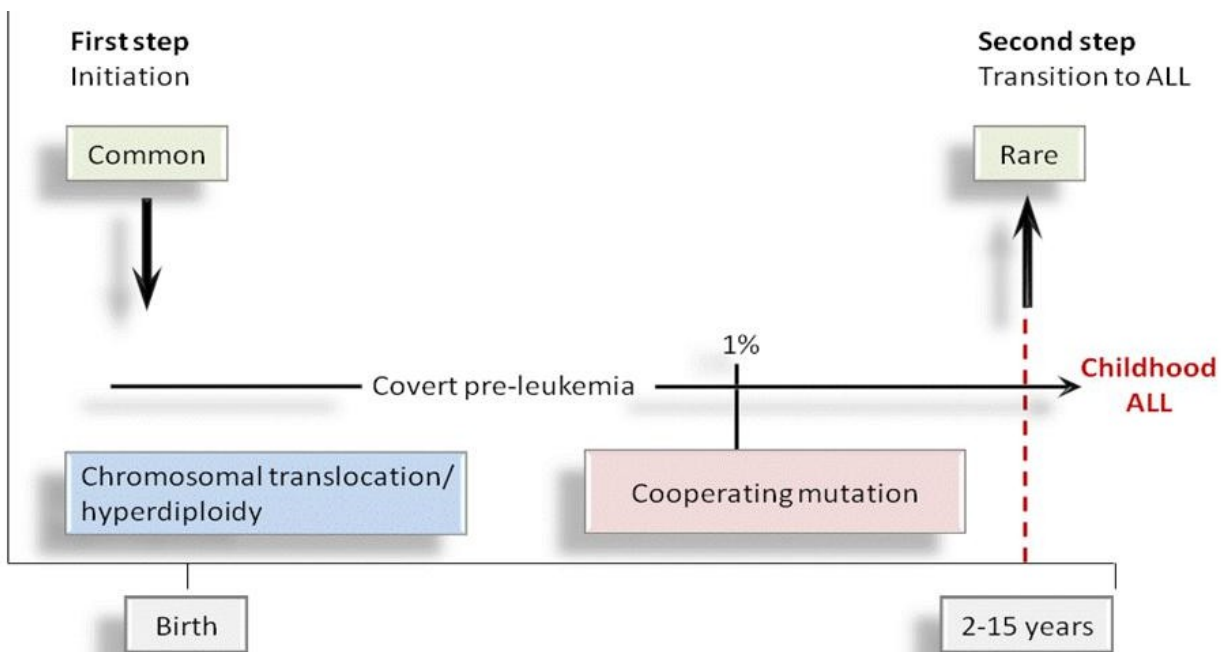 First step
Initiation
Second step
Transition to ALL
Common
Rare
1%
Covert pre-leukemia
Childhood
ALL
Chromosomal translocation/
hyperdiploidy
Cooperating mutation
Birth
2-15 years